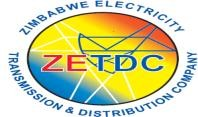 ZIMBABWE ELECTRICITY
ZETDC
TRANSMISSION & DISTRIBUTION COMPANY